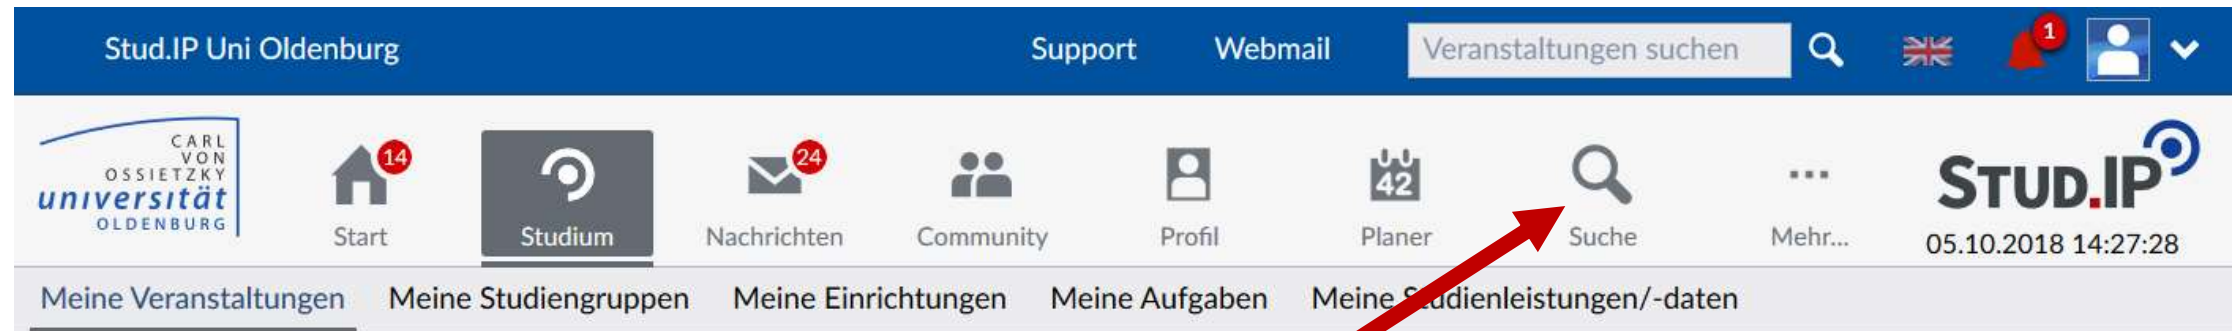 Stud.IP Uni Oldenburg Support Webmail Veranstaltungen suchen 1
CARL
VON
OSSIETZKY
universität
OLDENBURG
14 24 42 STUD.IP
Start Studium Nachrichten Community Profil Planer Suche Mehr... 05.10.2018 14:27:28
Meine Veranstaltungen Meine Studiengruppen Meine Einrichtungen Meine Aufgaben Meine Studienleistungen/-daten